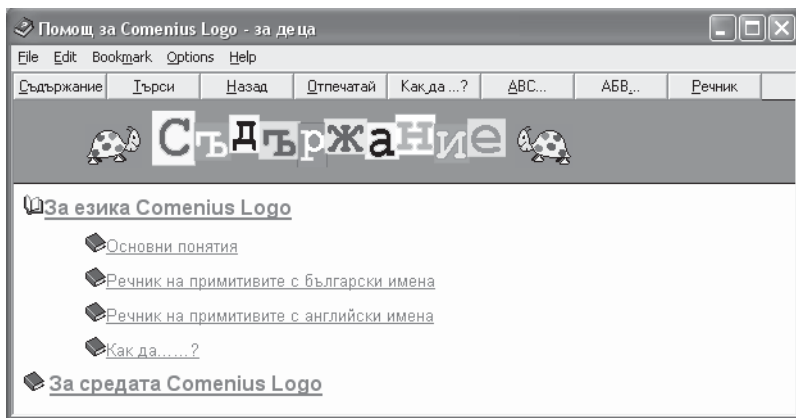 Помощ за Comenius Logo - за деца
File Edit Bookmark Options Help
Съдържание Търси Назад Отпечатай Как да ...? ABC... АБВ... Речник
Съдържание
За езика Comenius Logo
Основни понятия
Речник на примитивите с български имена
Речник на примитивите с английски имена
Как да......?
За средата Comenius Logo